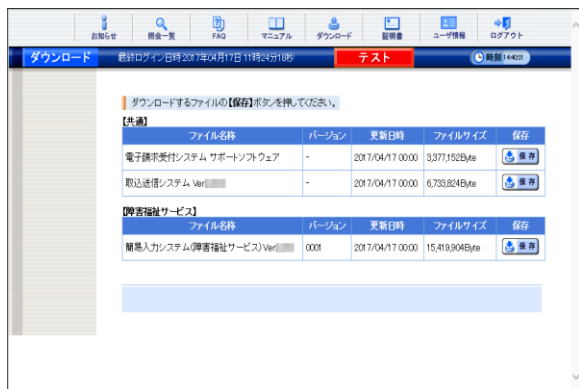 お知らせ 照会一覧 FAQ マニュアル ダウンロード 証明書 ユーザ情報 ログアウト
ダウンロード 最終ログイン日時 2017年04月17日 11時24分18秒 テスト 時刻 14:40:21
ダウンロードするファイルの【保存】ボタンを押してください。
【共通】
ファイル名称 バージョン 更新日時 ファイルサイズ 保存
電子請求受付システム サポートソフトウェア - 2017/04/17 00:00 3,377,152Byte 保存
取込送信システム Ver - 2017/04/17 00:00 6,733,824Byte 保存
【障害福祉サービス】
ファイル名称 バージョン 更新日時 ファイルサイズ 保存
簡易入力システム(障害福祉サービス)Ver 0001 2017/04/17 00:00 15,419,904Byte 保存